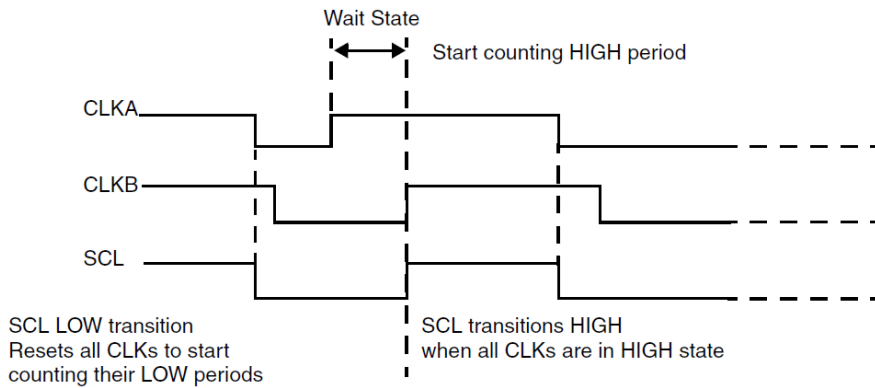 Wait State
Start counting HIGH period
CLKA
CLKB
SCL
SCL LOW transition
Resets all CLKs to start
counting their LOW periods
SCL transitions HIGH
when all CLKs are in HIGH state